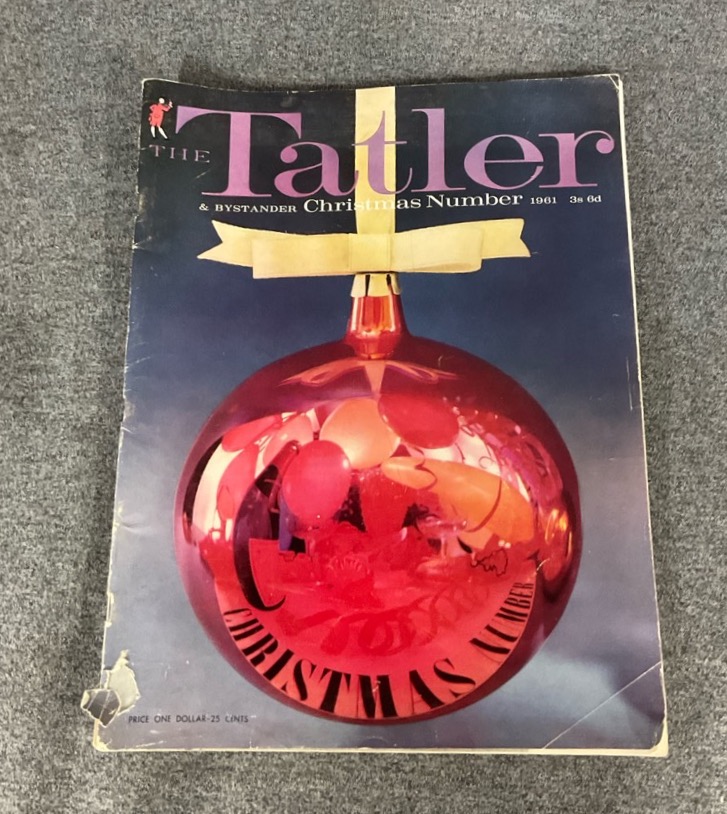 THE Tatler
& BYSTANDER Christmas Number 1961 3s 6d
CHRISTMAS NUMBER
PRICE ONE DOLLAR-25 CENTS